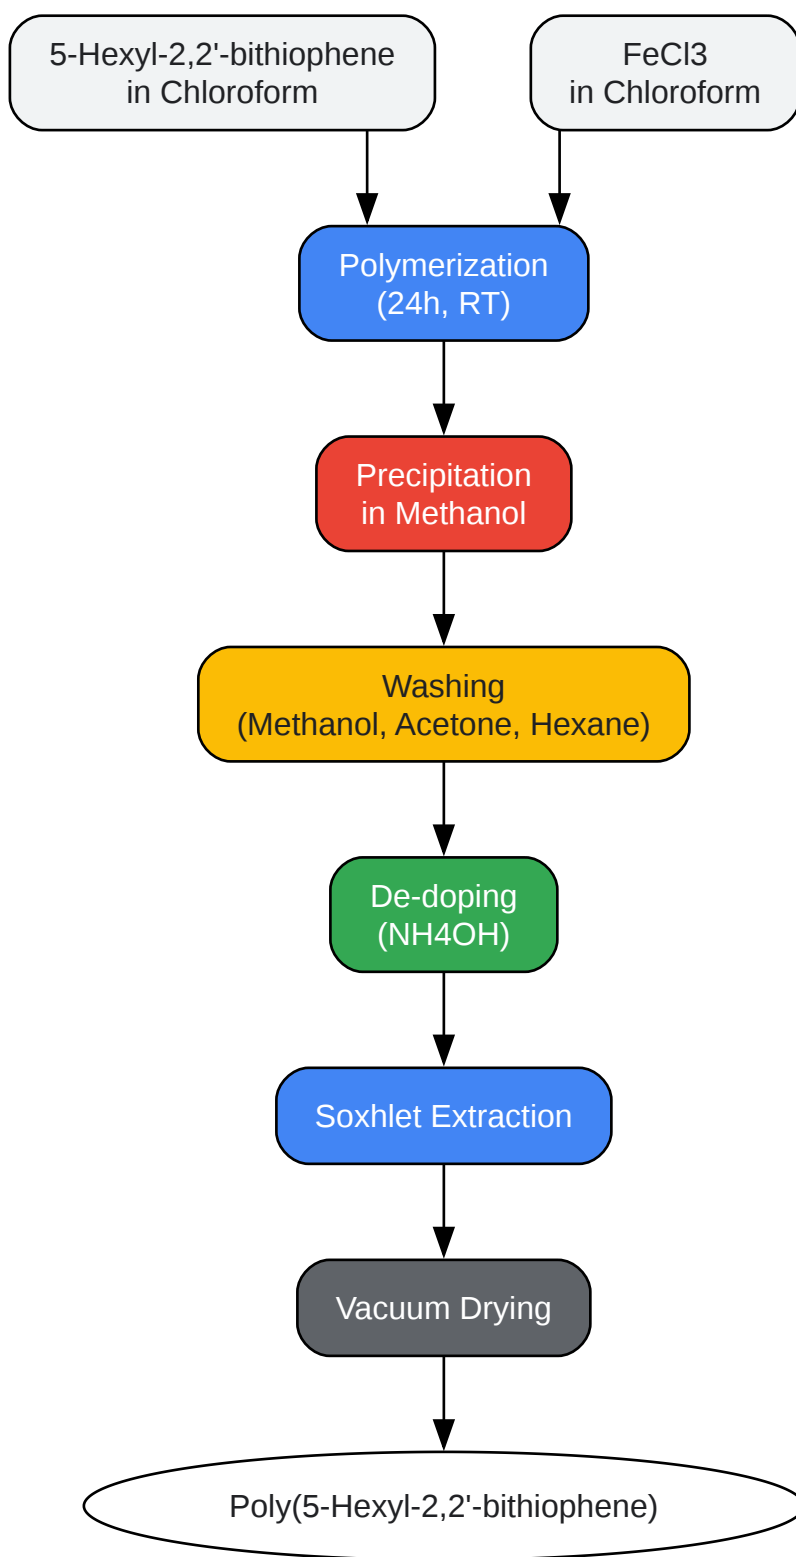 5-Hexyl-2,2'-bithiophene
in Chloroform
FeCl3
in Chloroform
Polymerization
(24h, RT)
Precipitation
in Methanol
Washing
(Methanol, Acetone, Hexane)
De-doping
(NH4OH)
Soxhlet Extraction
Vacuum Drying
Poly(5-Hexyl-2,2'-bithiophene)